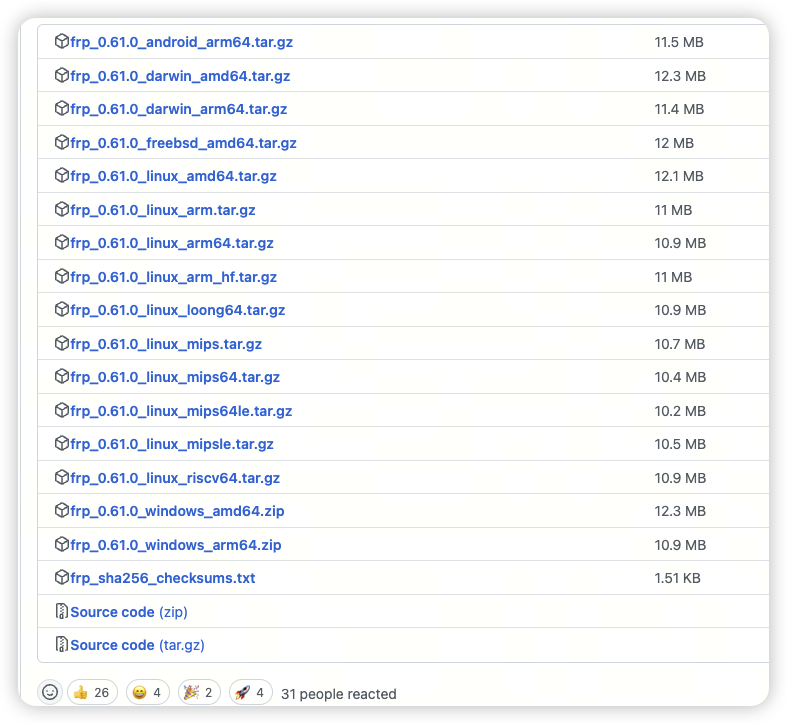 frp_0.61.0_android_arm64.tar.gz 11.5 MB
frp_0.61.0_darwin_amd64.tar.gz 12.3 MB
frp_0.61.0_darwin_arm64.tar.gz 11.4 MB
frp_0.61.0_freebsd_amd64.tar.gz 12 MB
frp_0.61.0_linux_amd64.tar.gz 12.1 MB
frp_0.61.0_linux_arm.tar.gz 11 MB
frp_0.61.0_linux_arm64.tar.gz 10.9 MB
frp_0.61.0_linux_arm_hf.tar.gz 11 MB
frp_0.61.0_linux_loong64.tar.gz 10.9 MB
frp_0.61.0_linux_mips.tar.gz 10.7 MB
frp_0.61.0_linux_mips64.tar.gz 10.4 MB
frp_0.61.0_linux_mips64le.tar.gz 10.2 MB
frp_0.61.0_linux_mipsle.tar.gz 10.5 MB
frp_0.61.0_linux_riscv64.tar.gz 10.9 MB
frp_0.61.0_windows_amd64.zip 12.3 MB
frp_0.61.0_windows_arm64.zip 10.9 MB
frp_sha256_checksums.txt 1.51 KB
Source code (zip)
Source code (tar.gz)
👍 26 😄 4 🎉 2 🚀 4 31 people reacted